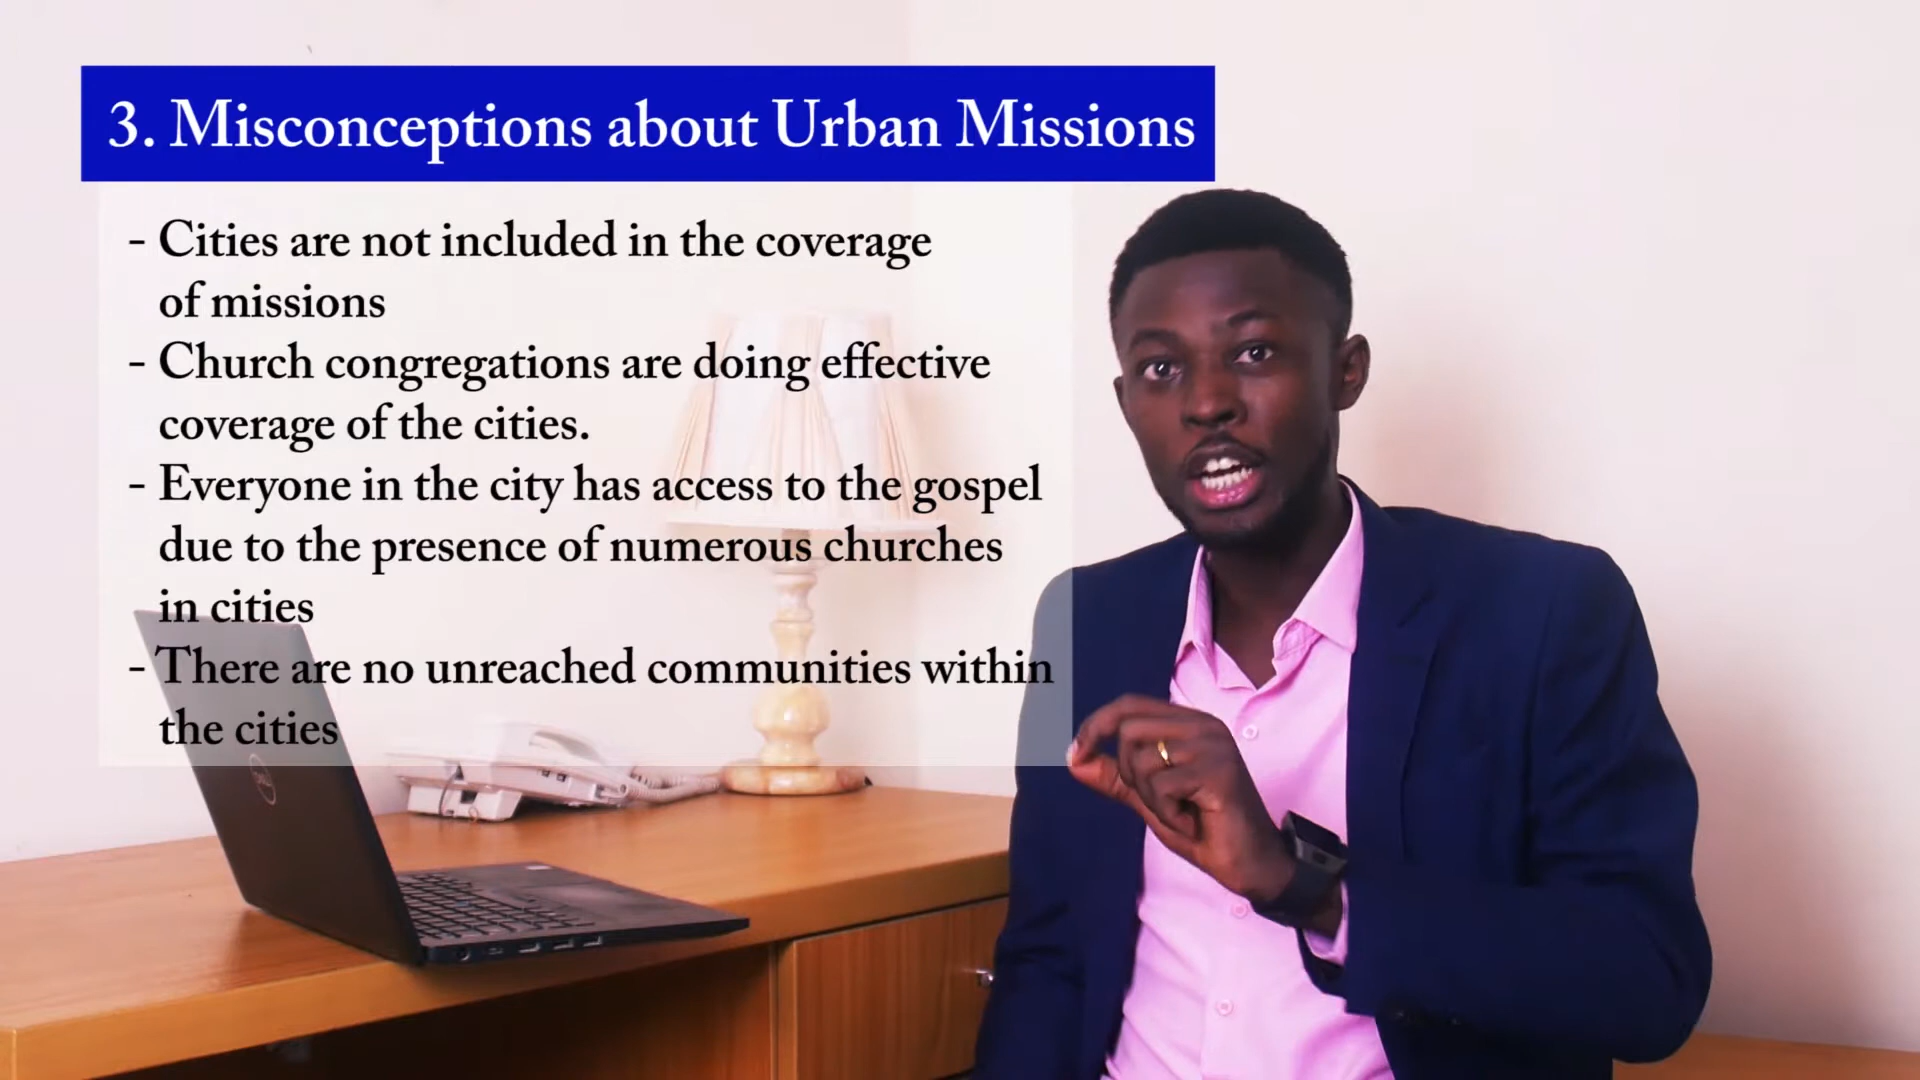 3. Misconceptions about Urban Missions
- Cities are not included in the coverage
of missions
- Church congregations are doing effective
coverage of the cities.
- Everyone in the city has access to the gospel
due to the presence of numerous churches
in cities
- There are no unreached communities within
the cities
DELL